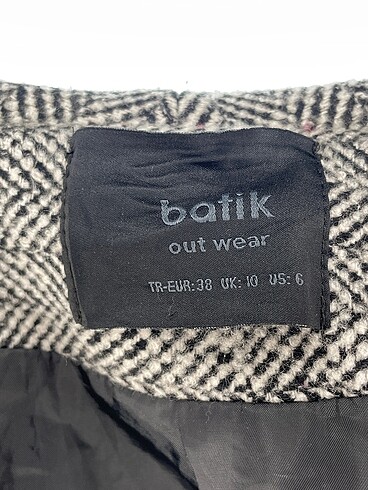 batik
out wear
TR-EUR:38 UK:10 US:6